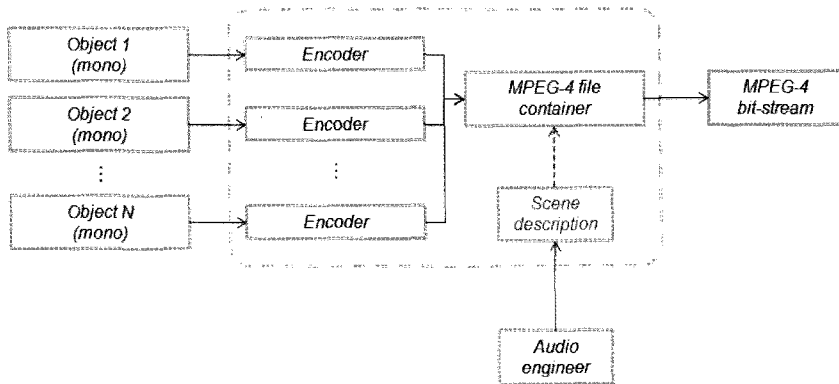 Object 1
(mono)
Encoder
Object 2
(mono)
Encoder
⋮
⋮
Object N
(mono)
Encoder
MPEG-4 file
container
MPEG-4
bit-stream
Scene
description
Audio
engineer